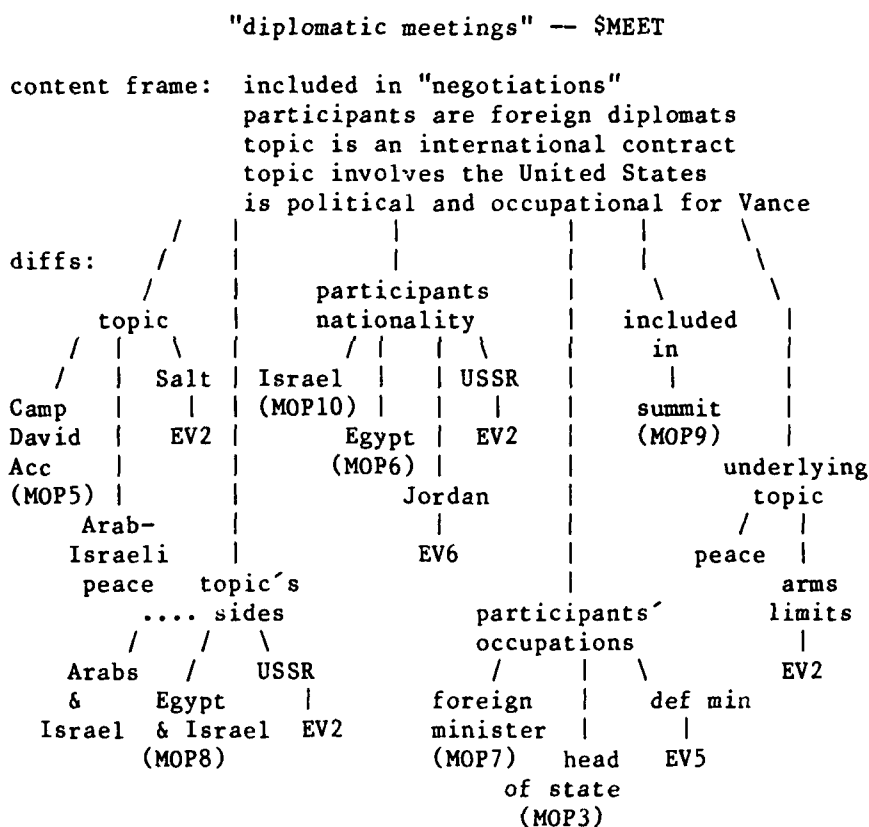 "diplomatic meetings" -- $MEET
content frame: included in "negotiations"
participants are foreign diplomats
topic is an international contract
topic involves the United States
is political and occupational for Vance
diffs:
participants
topic nationality included
Salt Israel USSR in
Camp (MOP10) summit
David EV2 Egypt EV2 (MOP9)
Acc (MOP6) underlying
(MOP5) Jordan topic
Arab-
Israeli EV6 peace
peace topic´s arms
.... sides participants´ limits
occupations
Arabs USSR EV2
& Egypt foreign def min
Israel & Israel EV2 minister
(MOP8) (MOP7) head EV5
of state
(MOP3)